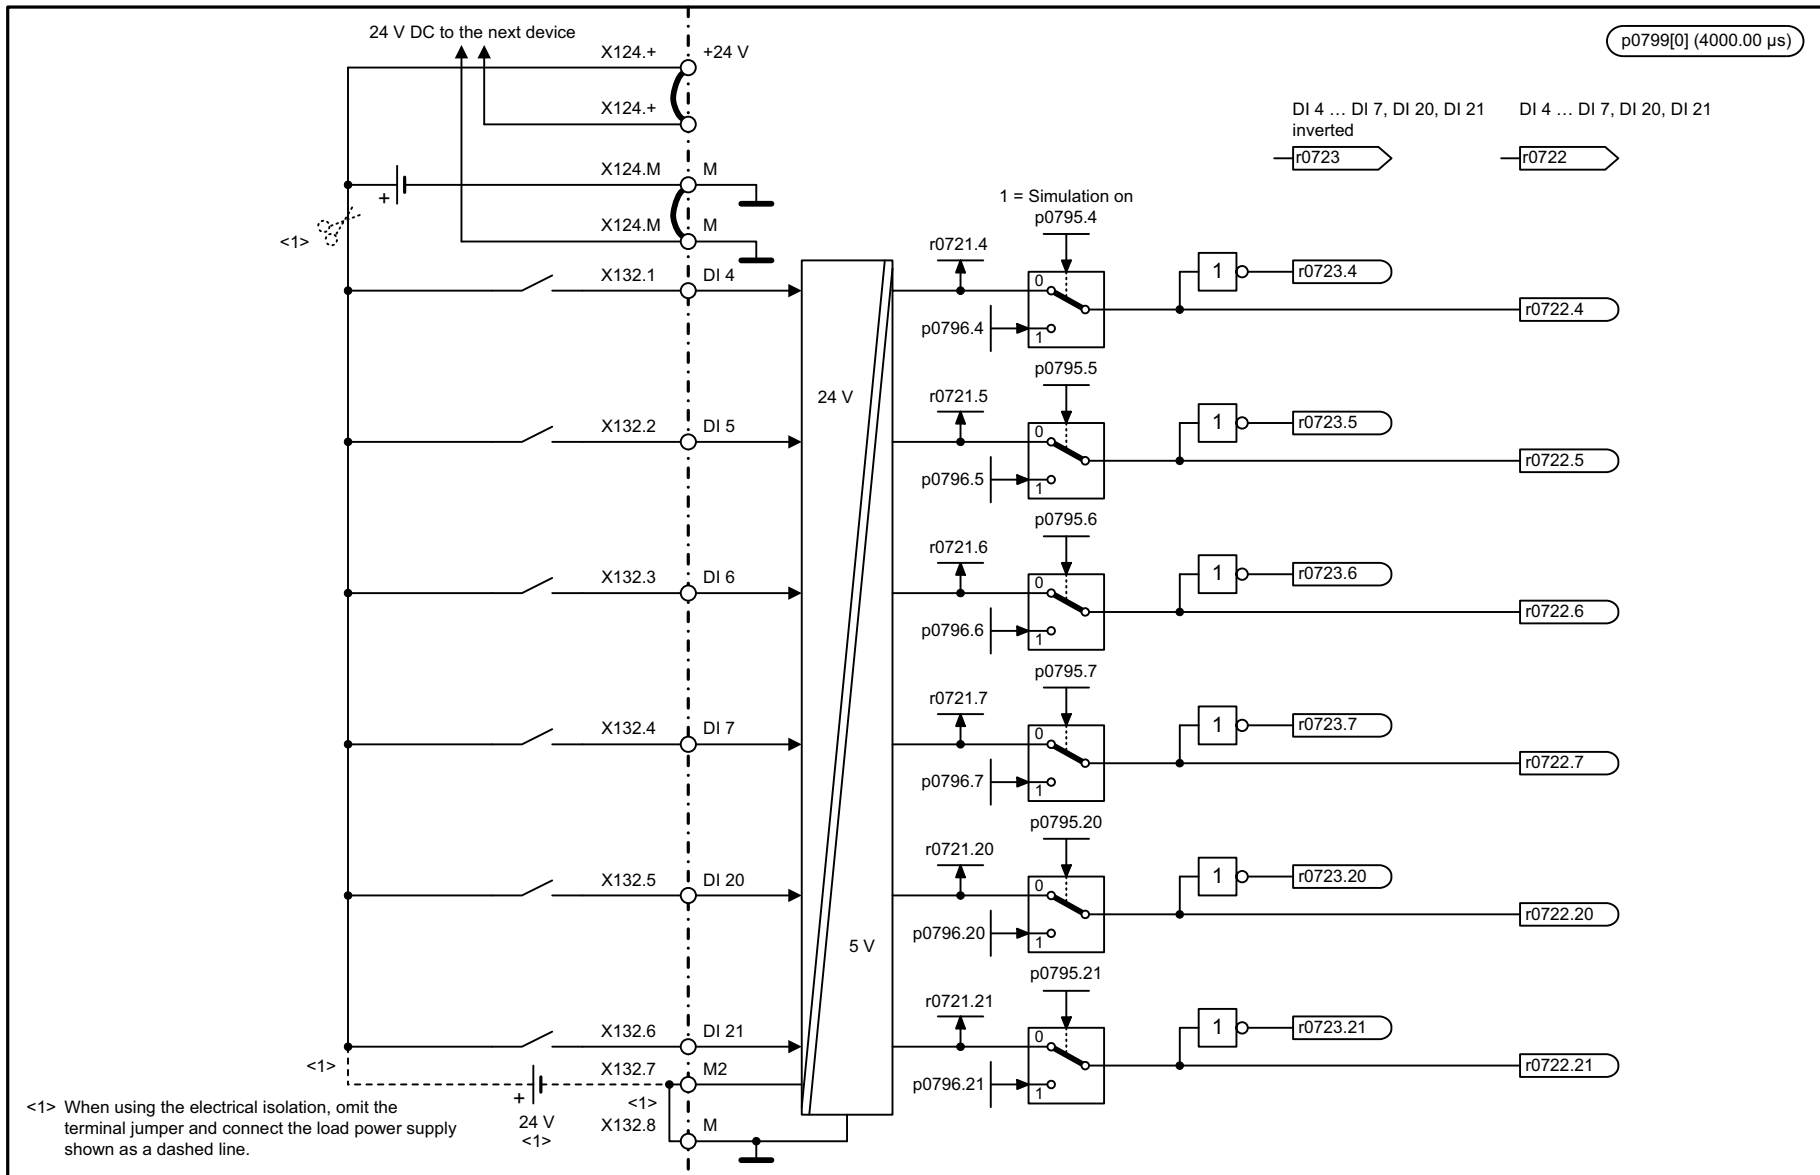 24 V DC to the next device
p0799[0] (4000.00 µs)
X124.+ +24 V
X124.+
DI 4 ... DI 7, DI 20, DI 21
inverted
r0723
DI 4 ... DI 7, DI 20, DI 21
r0722
X124.M M
+
<1>
X124.M M
1 = Simulation on
p0795.4
r0721.4
X132.1 DI 4
0
p0796.4
1
1
r0723.4
r0722.4
24 V
p0795.5
r0721.5
X132.2 DI 5
0
p0796.5
1
1
r0723.5
r0722.5
p0795.6
r0721.6
X132.3 DI 6
0
p0796.6
1
1
r0723.6
r0722.6
p0795.7
r0721.7
X132.4 DI 7
0
p0796.7
1
1
r0723.7
r0722.7
p0795.20
r0721.20
X132.5 DI 20
0
p0796.20
1
1
r0723.20
r0722.20
5 V
p0795.21
r0721.21
X132.6 DI 21
0
p0796.21
1
1
r0723.21
r0722.21
<1>
X132.7 M2
+
24 V
<1>
<1>
X132.8 M
<1> When using the electrical isolation, omit the
terminal jumper and connect the load power supply
shown as a dashed line.